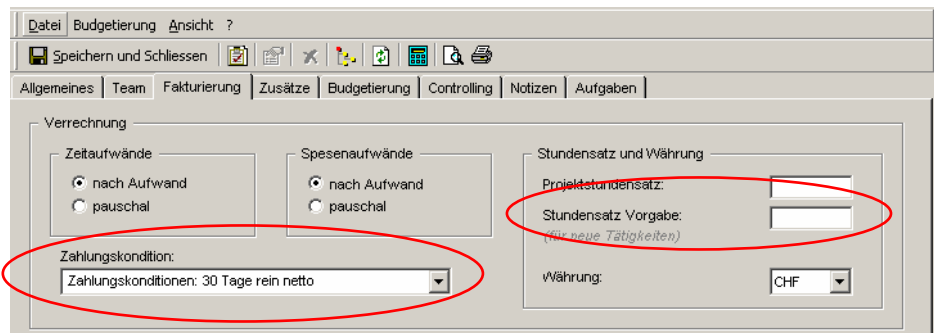 Datei Budgetierung Ansicht ?
Speichern und Schliessen
Allgemeines Team Fakturierung Zusätze Budgetierung Controlling Notizen Aufgaben
Verrechnung
Zeitaufwände
nach Aufwand
pauschal
Spesenaufwände
nach Aufwand
pauschal
Zahlungskondition:
Zahlungskonditionen: 30 Tage rein netto
Stundensatz und Währung
Projektstundensatz:
Stundensatz Vorgabe:
(für neue Tätigkeiten)
Währung: CHF